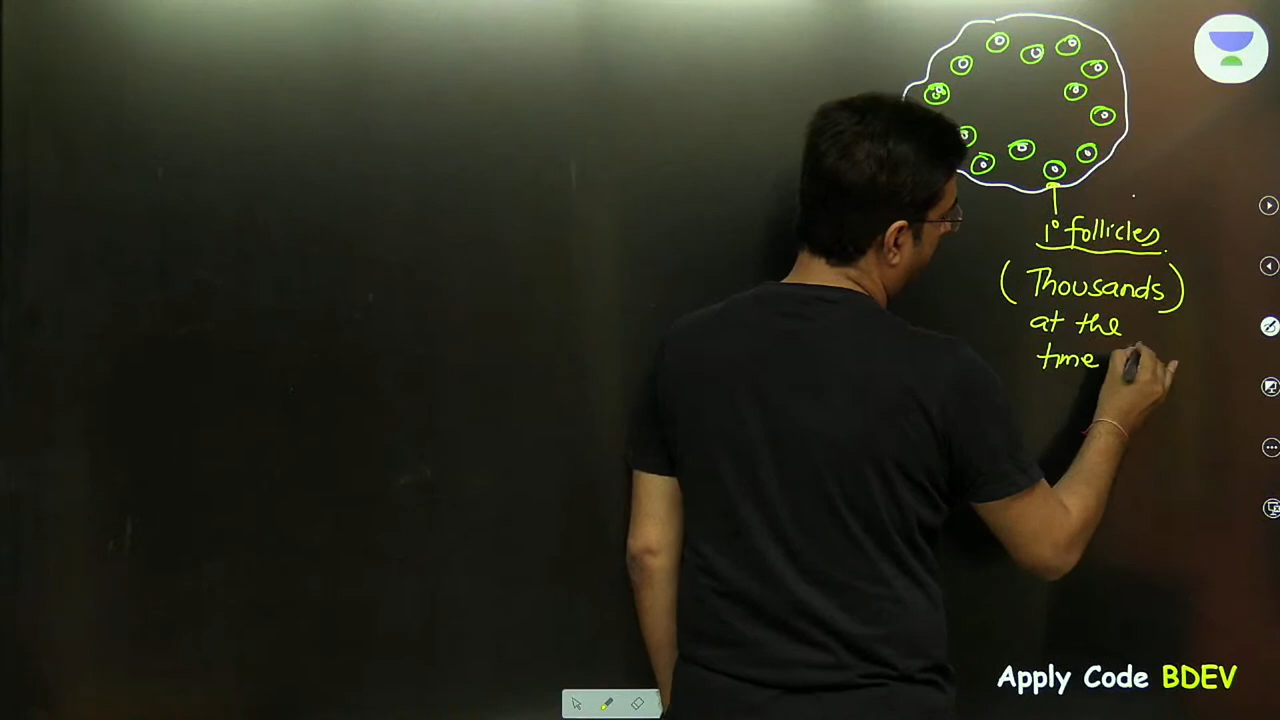 1° follicles
(Thousands)
at the
time
Apply Code BDEV